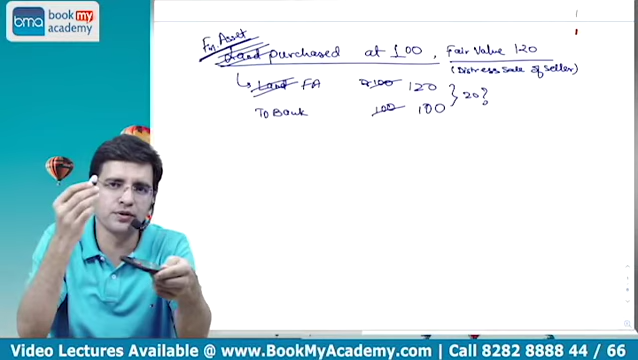 bma book my
academy
Fin. Asset
Land purchased at 100, Fair Value 120
(Distress Sale of Seller)
Land FA 100 120
20?
To Bank 100 100
Video Lectures Available @ www.BookMyAcademy.com | Call 8282 8888 44 / 66